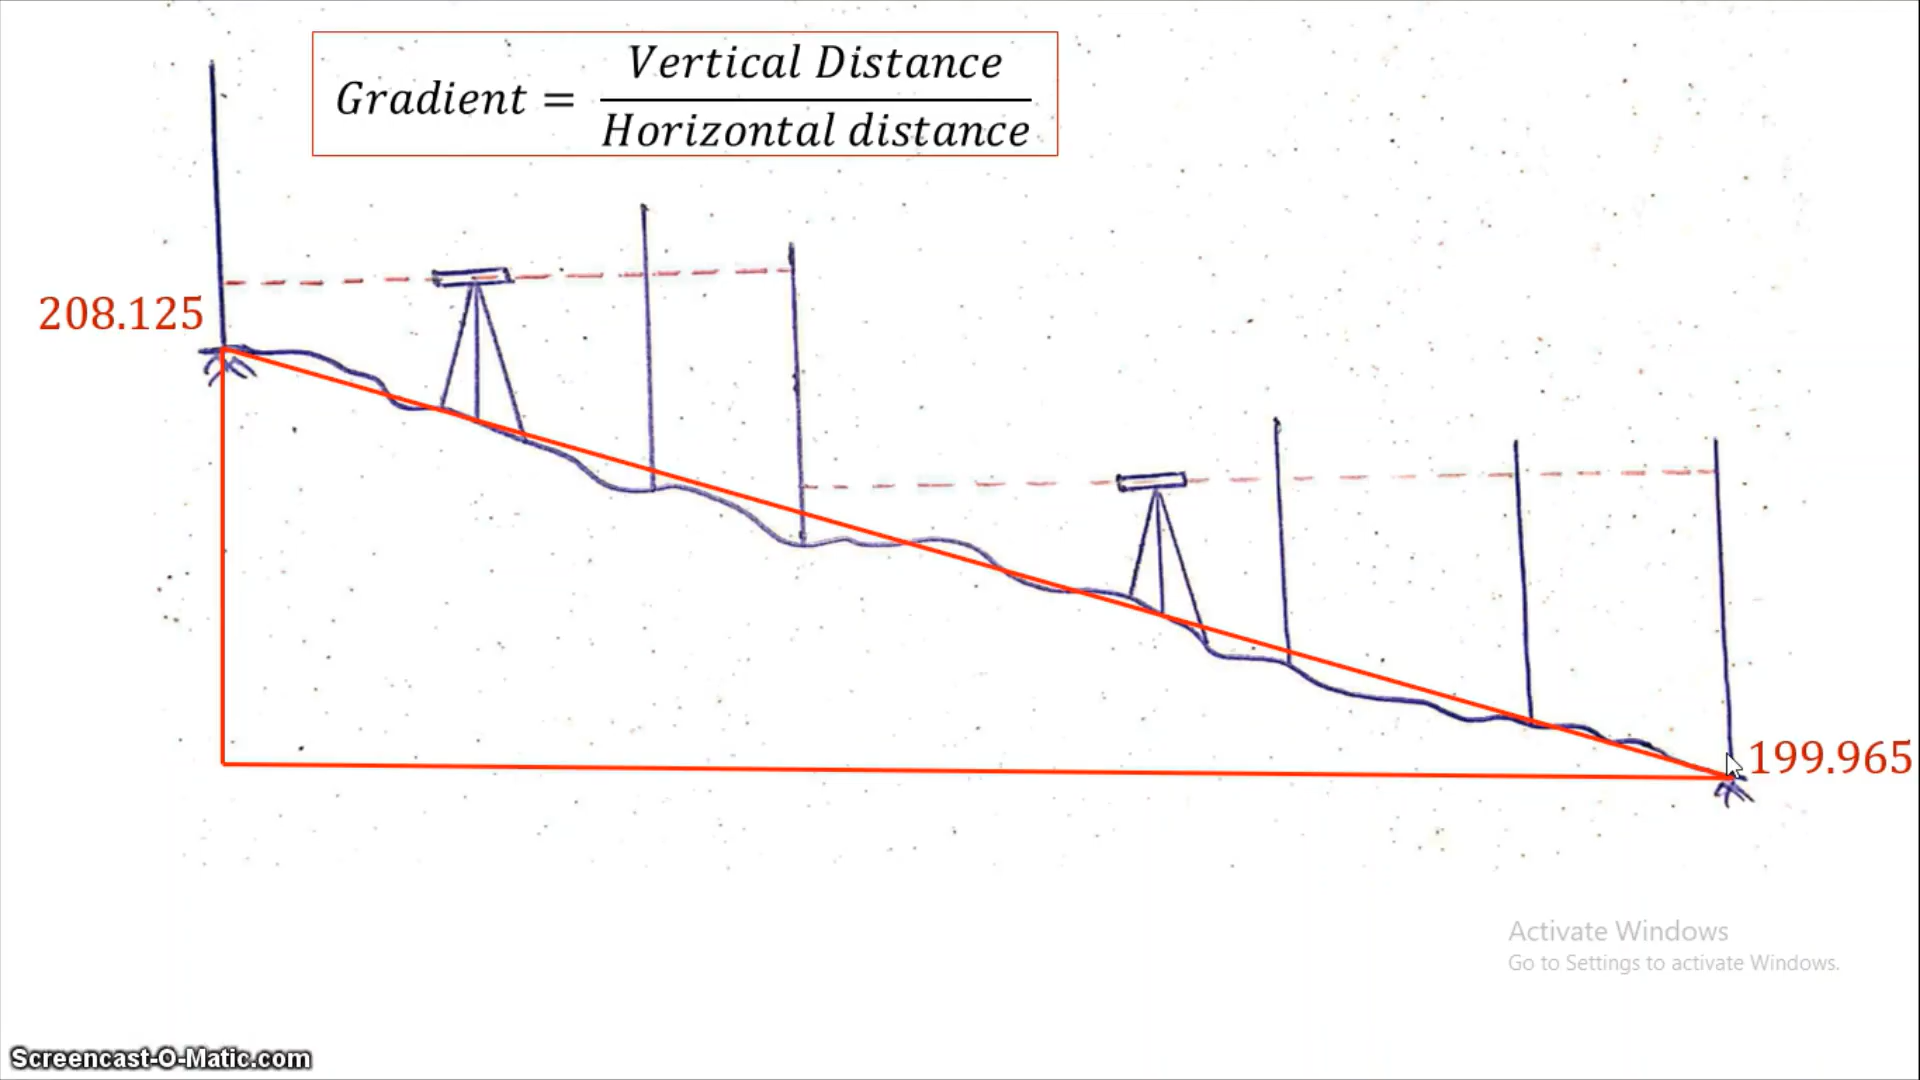 Gradient = Vertical Distance / Horizontal distance
208.125
199.965
Activate Windows
Go to Settings to activate Windows.
Screencast-O-Matic.com